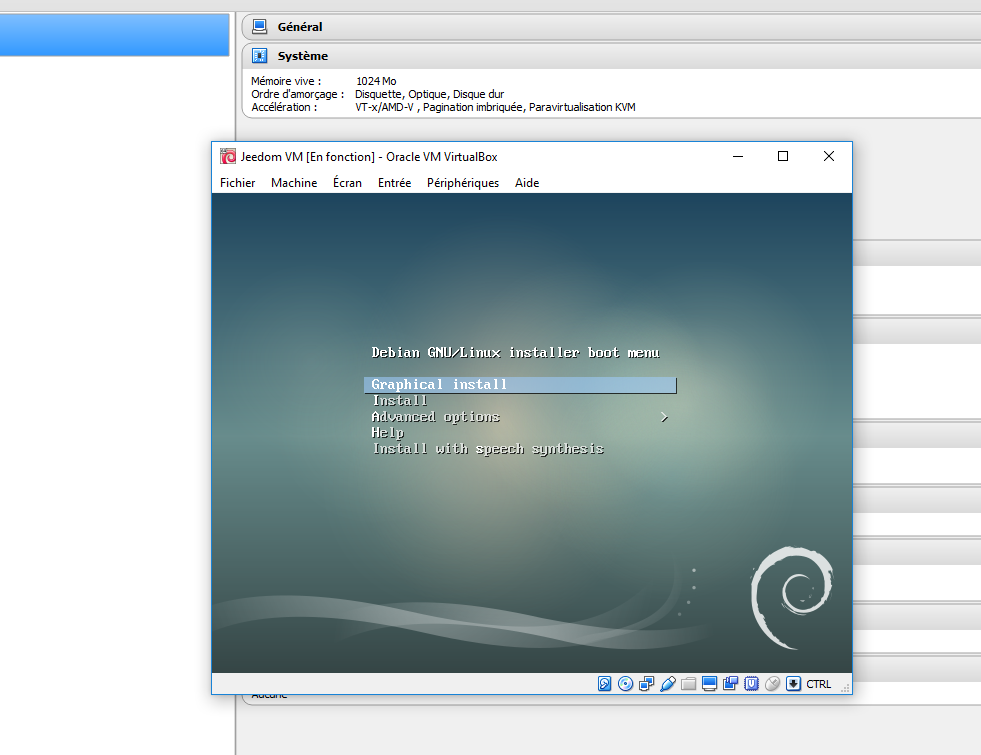 Général
Système
Mémoire vive : 1024 Mo
Ordre d'amorçage : Disquette, Optique, Disque dur
Accélération : VT-x/AMD-V , Pagination imbriquée, Paravirtualisation KVM
Jeedom VM [En fonction] - Oracle VM VirtualBox
Fichier Machine Écran Entrée Périphériques Aide
Debian GNU/Linux installer boot menu
Graphical install
Install
Advanced options >
Help
Install with speech synthesis
CTRL
Aucune